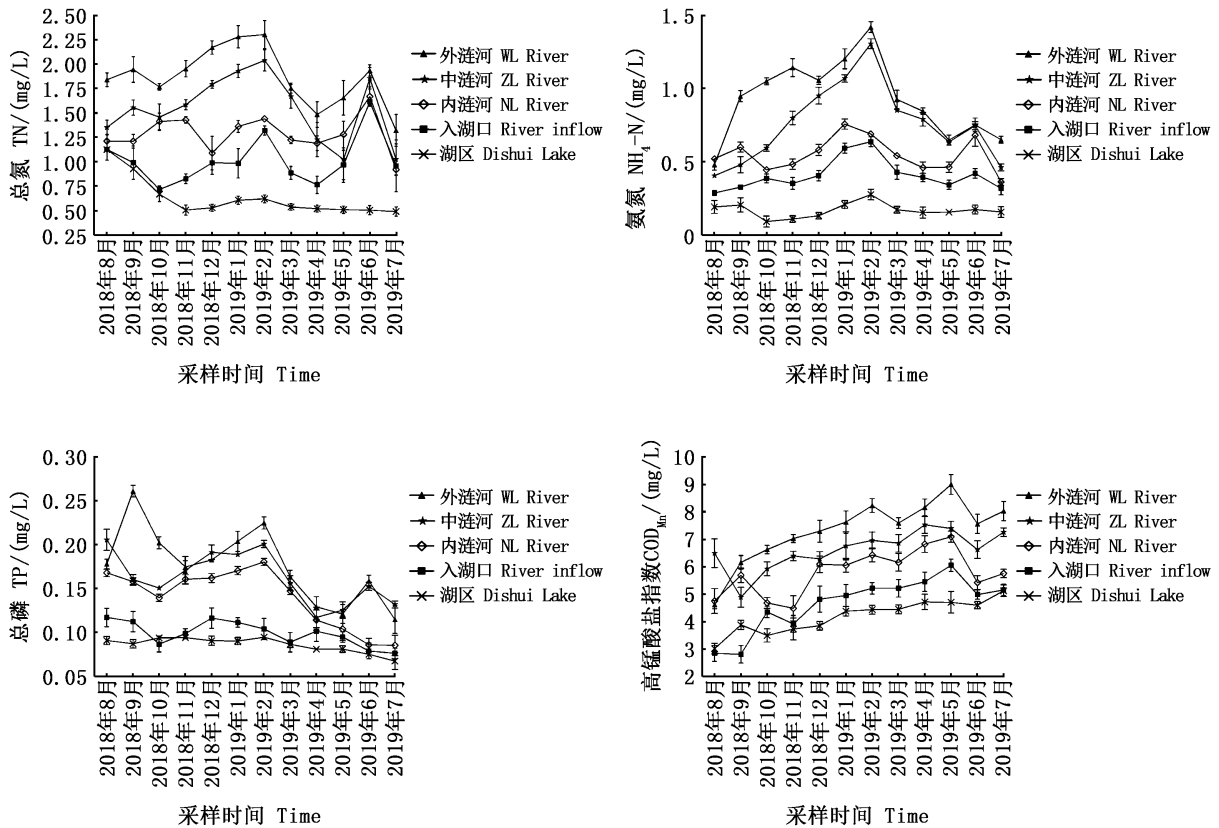 总氮 TN/(mg/L)
2.50
2.25
2.00
1.75
1.50
1.25
1.00
0.75
0.50
0.25
2018年8月
2018年9月
2018年10月
2018年11月
2018年12月
2019年1月
2019年2月
2019年3月
2019年4月
2019年5月
2019年6月
2019年7月
采样时间 Time
外涟河 WL River
中涟河 ZL River
内涟河 NL River
入湖口 River inflow
湖区 Dishui Lake
氨氮 NH4-N/(mg/L)
1.5
1.0
0.5
0
2018年8月
2018年9月
2018年10月
2018年11月
2018年12月
2019年1月
2019年2月
2019年3月
2019年4月
2019年5月
2019年6月
2019年7月
采样时间 Time
外涟河 WL River
中涟河 ZL River
内涟河 NL River
入湖口 River inflow
湖区 Dishui Lake
总磷 TP/(mg/L)
0.30
0.25
0.20
0.15
0.10
0.05
2018年8月
2018年9月
2018年10月
2018年11月
2018年12月
2019年1月
2019年2月
2019年3月
2019年4月
2019年5月
2019年6月
2019年7月
采样时间 Time
外涟河 WL River
中涟河 ZL River
内涟河 NL River
入湖口 River inflow
湖区 Dishui Lake
高锰酸盐指数CODMn/(mg/L)
10
9
8
7
6
5
4
3
2
2018年8月
2018年9月
2018年10月
2018年11月
2018年12月
2019年1月
2019年2月
2019年3月
2019年4月
2019年5月
2019年6月
2019年7月
采样时间 Time
外涟河 WL River
中涟河 ZL River
内涟河 NL River
入湖口 River inflow
湖区 Dishui Lake